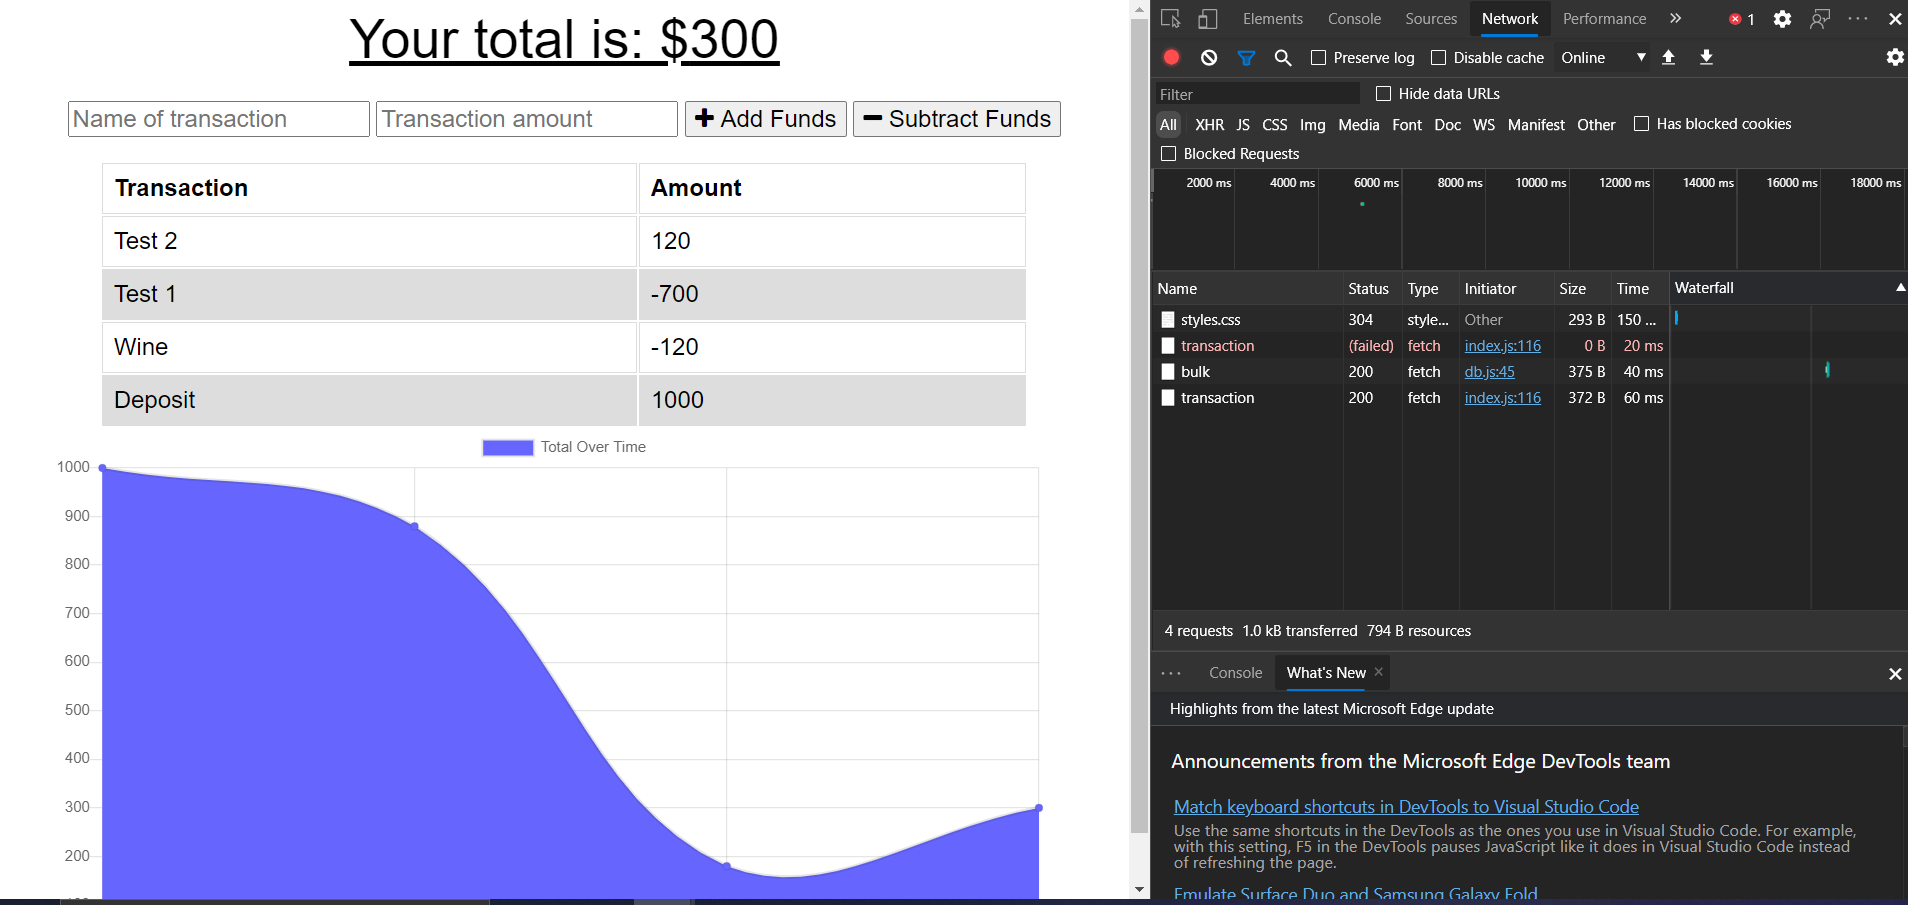 Your total is: $300
Name of transaction Transaction amount Add Funds Subtract Funds
Transaction Amount
Test 2 120
Test 1 -700
Wine -120
Deposit 1000
Total Over Time
1000
900
800
700
600
500
400
300
200
Elements Console Sources Network Performance 1
Preserve log Disable cache Online
Filter Hide data URLs
All XHR JS CSS Img Media Font Doc WS Manifest Other Has blocked cookies
Blocked Requests
2000 ms 4000 ms 6000 ms 8000 ms 10000 ms 12000 ms 14000 ms 16000 ms 18000 ms
Name Status Type Initiator Size Time Waterfall
styles.css 304 style... Other 293 B 150 ...
transaction (failed) fetch index.js:116 0 B 20 ms
bulk 200 fetch db.js:45 375 B 40 ms
transaction 200 fetch index.js:116 372 B 60 ms
4 requests 1.0 kB transferred 794 B resources
Console What's New
Highlights from the latest Microsoft Edge update
Announcements from the Microsoft Edge DevTools team
Match keyboard shortcuts in DevTools to Visual Studio Code
Use the same shortcuts in the DevTools as the ones you use in Visual Studio Code. For example,
with this setting, F5 in the DevTools pauses JavaScript like it does in Visual Studio Code instead
of refreshing the page.
Emulate Surface Duo and Samsung Galaxy Fold